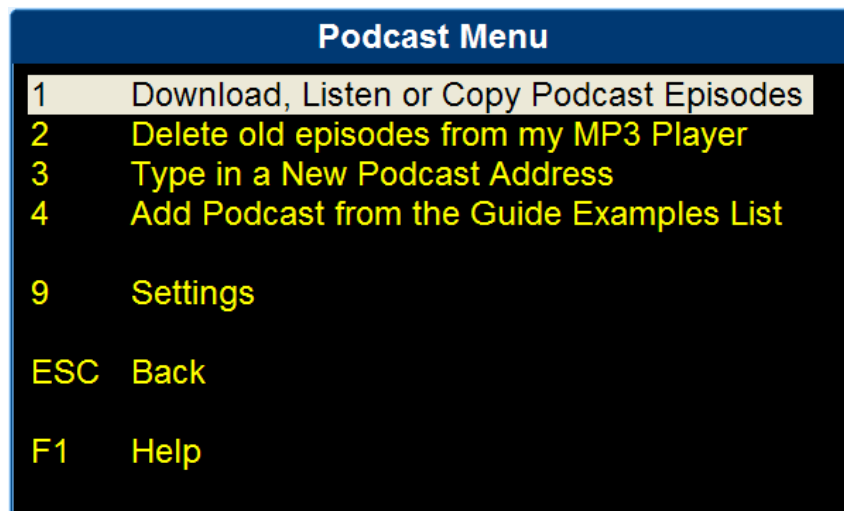 Podcast Menu
1 Download, Listen or Copy Podcast Episodes
2 Delete old episodes from my MP3 Player
3 Type in a New Podcast Address
4 Add Podcast from the Guide Examples List
9 Settings
ESC Back
F1 Help